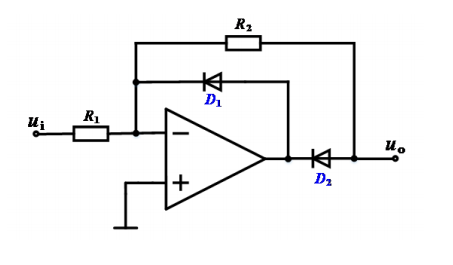 R₂
D₁
uᵢ
R₁
−
+
D₂
uₒ